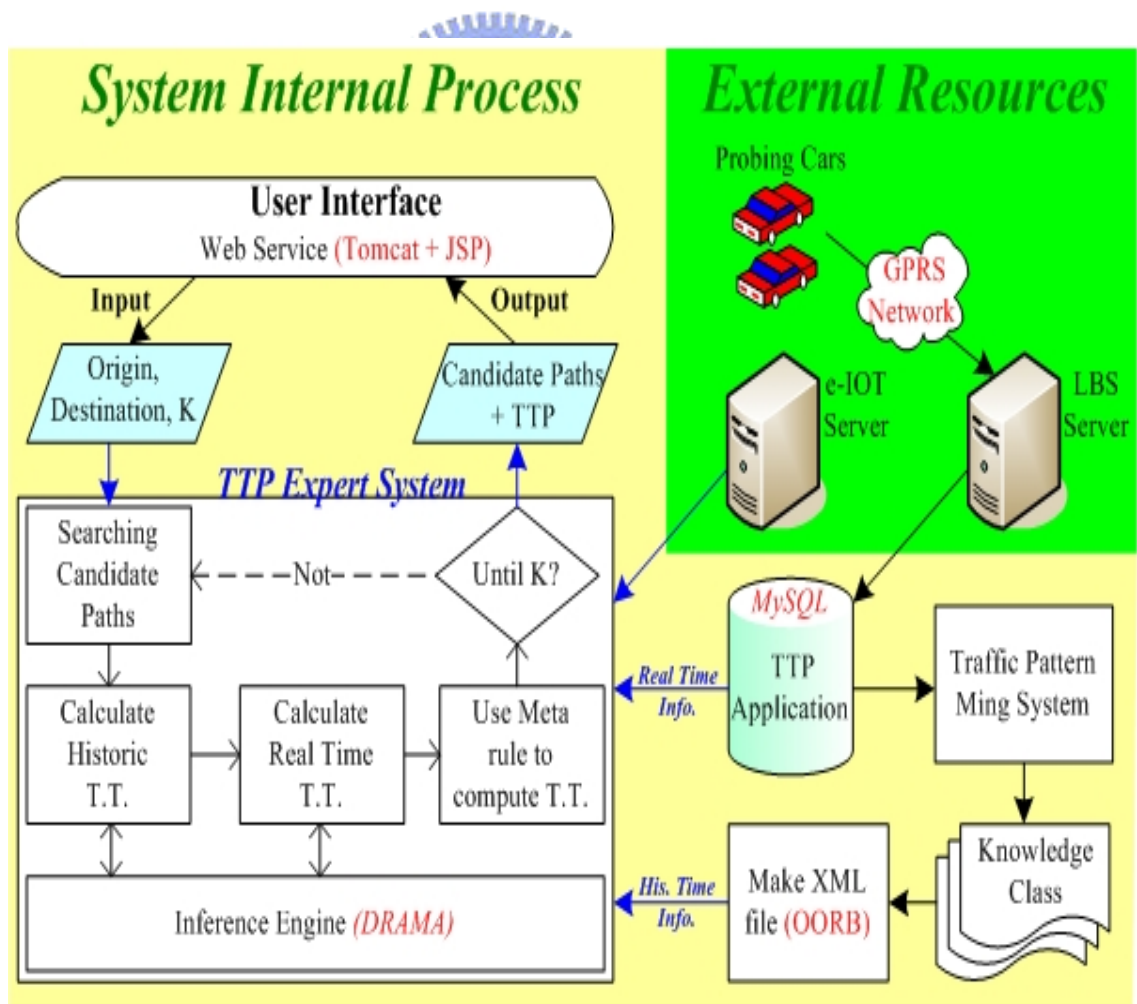 System Internal Process
External Resources
Probing Cars
User Interface
Web Service (Tomcat + JSP)
GPRS
Network
Input
Output
Origin,
Destination, K
Candidate Paths
+ TTP
e-IOT
Server
LBS
Server
TTP Expert System
Searching
Candidate
Paths
Not
Until K?
MySQL
TTP
Application
Traffic Pattern
Ming System
Real Time
Info.
Calculate
Historic
T.T.
Calculate
Real Time
T.T.
Use Meta
rule to
compute T.T.
Inference Engine (DRAMA)
His. Time
Info.
Make XML
file (OORB)
Knowledge
Class